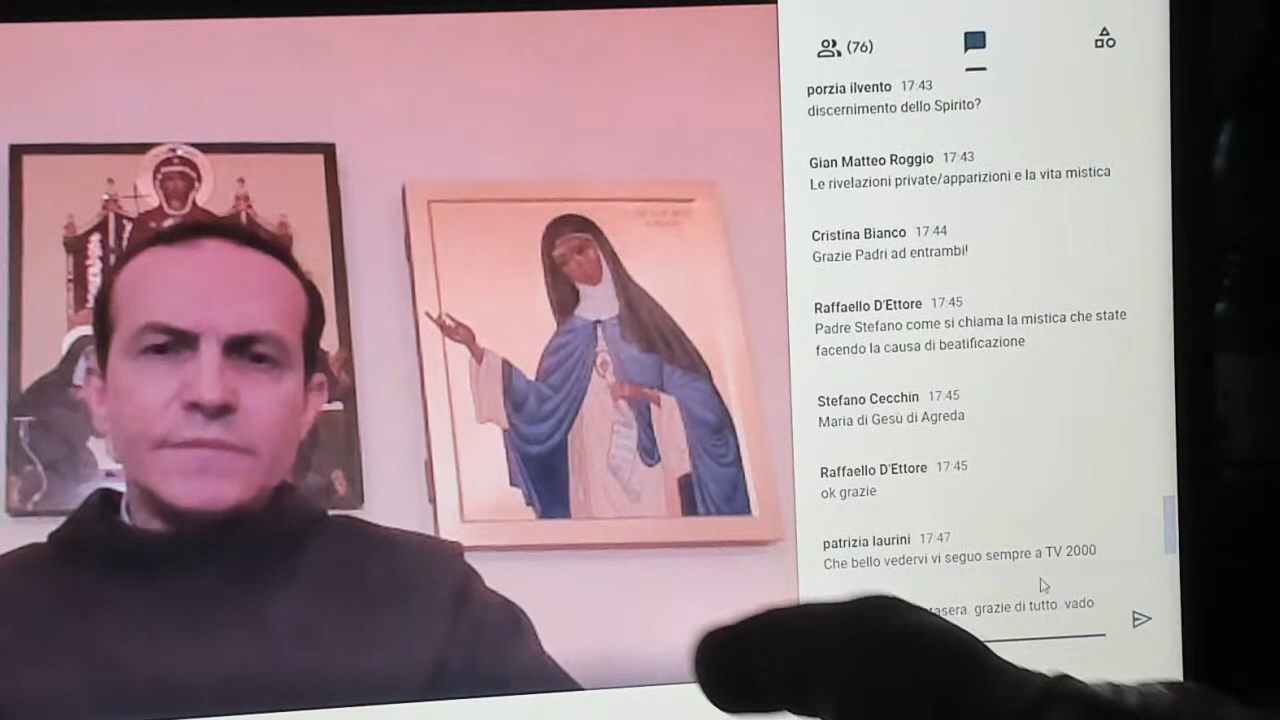 (76)
porzia ilvento 17:43
discernimento dello Spirito?
Gian Matteo Roggio 17:43
Le rivelazioni private/apparizioni e la vita mistica
Cristina Bianco 17:44
Grazie Padri ad entrambi!
Raffaello D'Ettore 17:45
Padre Stefano come si chiama la mistica che state
facendo la causa di beatificazione
Stefano Cecchin 17:45
Maria di Gesù di Agreda
Raffaello D'Ettore 17:45
ok grazie
patrizia laurini 17:47
Che bello vedervi vi seguo sempre a TV 2000
grazie di tutto vado